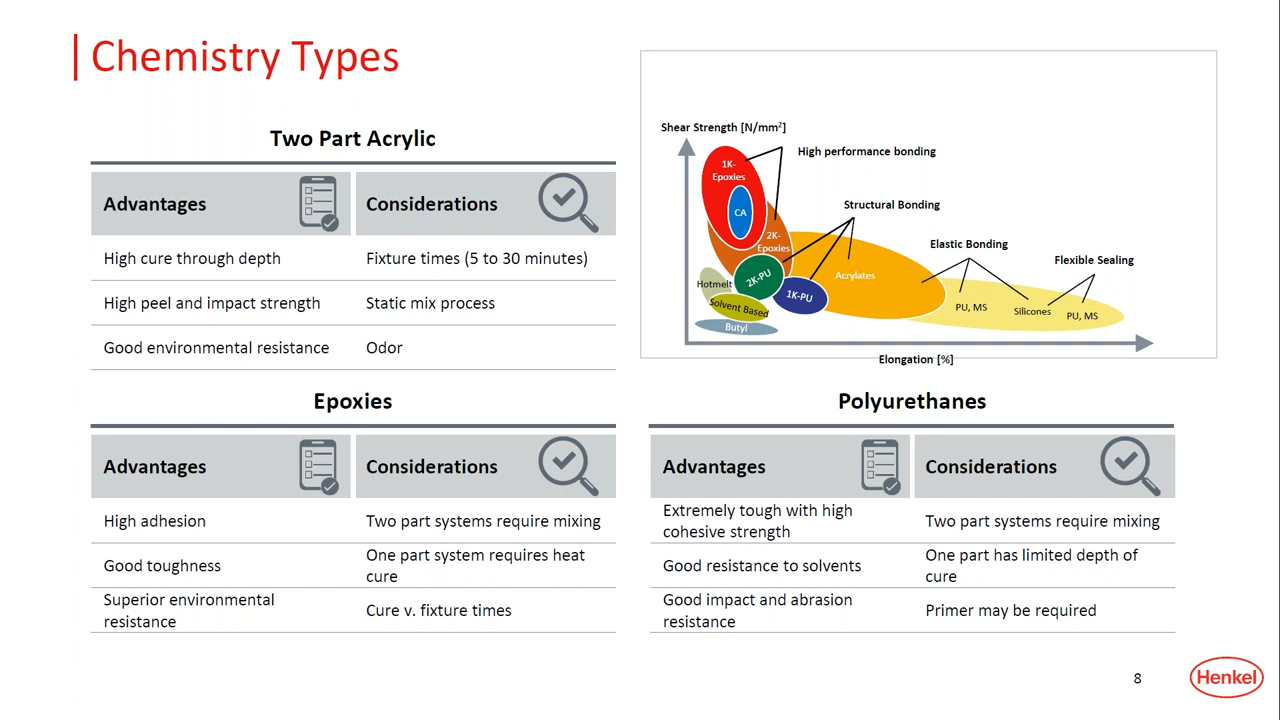 Chemistry Types
Two Part Acrylic
Advantages
Considerations
High cure through depth
Fixture times (5 to 30 minutes)
High peel and impact strength
Static mix process
Good environmental resistance
Odor
Shear Strength [N/mm²]
1K-
Epoxies
CA
2K-
Epoxies
2K-PU
1K-PU
Hotmelt
Solvent Based
Butyl
Acrylates
PU, MS
Silicones
PU, MS
High performance bonding
Structural Bonding
Elastic Bonding
Flexible Sealing
Elongation [%]
Epoxies
Advantages
Considerations
High adhesion
Two part systems require mixing
Good toughness
One part system requires heat
cure
Superior environmental
resistance
Cure v. fixture times
Polyurethanes
Advantages
Considerations
Extremely tough with high
cohesive strength
Two part systems require mixing
Good resistance to solvents
One part has limited depth of
cure
Good impact and abrasion
resistance
Primer may be required
8
Henkel